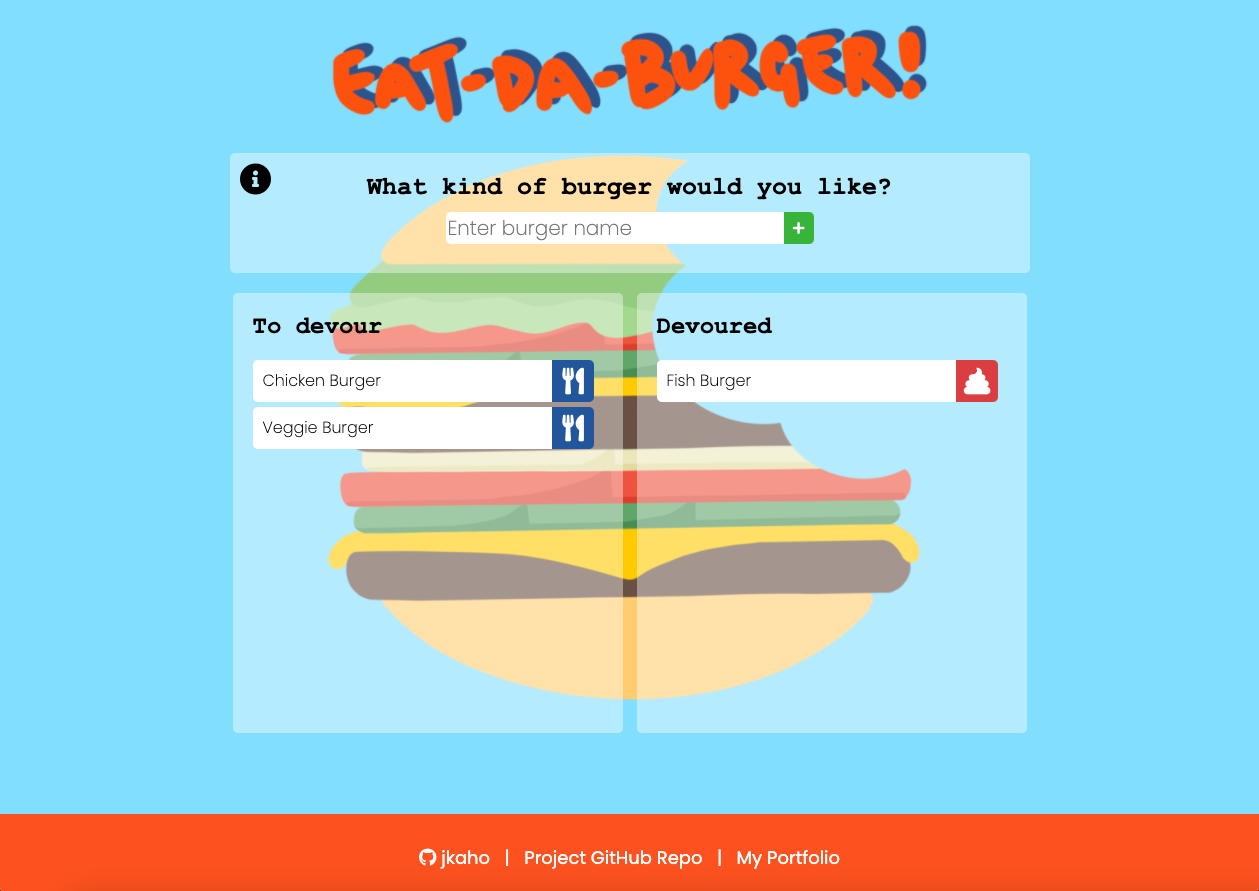 EAT-DA-BURGER!
What kind of burger would you like?
Enter burger name
To devour
Chicken Burger
Veggie Burger
Devoured
Fish Burger
jkaho | Project GitHub Repo | My Portfolio